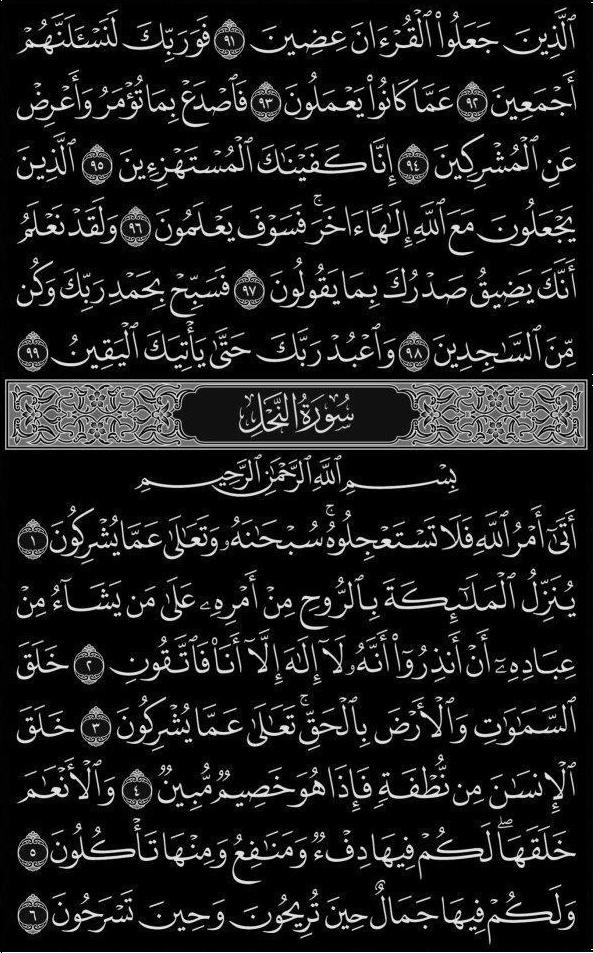 ٱلَّذِينَ جَعَلُوا۟ ٱلْقُرْءَانَ عِضِينَ ٩١ فَوَرَبِّكَ لَنَسْـَٔلَنَّهُمْ
أَجْمَعِينَ ٩٢ عَمَّا كَانُوا۟ يَعْمَلُونَ ٩٣ فَٱصْدَعْ بِمَا تُؤْمَرُ وَأَعْرِضْ
عَنِ ٱلْمُشْرِكِينَ ٩٤ إِنَّا كَفَيْنَـٰكَ ٱلْمُسْتَهْزِءِينَ ٩٥ ٱلَّذِينَ
يَجْعَلُونَ مَعَ ٱللَّهِ إِلَـٰهًا ءَاخَرَ ۚ فَسَوْفَ يَعْلَمُونَ ٩٦ وَلَقَدْ نَعْلَمُ
أَنَّكَ يَضِيقُ صَدْرُكَ بِمَا يَقُولُونَ ٩٧ فَسَبِّحْ بِحَمْدِ رَبِّكَ وَكُن
مِّنَ ٱلسَّـٰجِدِينَ ٩٨ وَٱعْبُدْ رَبَّكَ حَتَّىٰ يَأْتِيَكَ ٱلْيَقِينُ ٩٩
سُورَةُ النَّحْلِ
بِسْمِ ٱللَّهِ ٱلرَّحْمَـٰنِ ٱلرَّحِيمِ
أَتَىٰٓ أَمْرُ ٱللَّهِ فَلَا تَسْتَعْجِلُوهُ ۚ سُبْحَـٰنَهُۥ وَتَعَـٰلَىٰ عَمَّا يُشْرِكُونَ ١
يُنَزِّلُ ٱلْمَلَـٰٓئِكَةَ بِٱلرُّوحِ مِنْ أَمْرِهِۦ عَلَىٰ مَن يَشَآءُ مِنْ
عِبَادِهِۦٓ أَنْ أَنذِرُوٓا۟ أَنَّهُۥ لَآ إِلَـٰهَ إِلَّآ أَنَا۠ فَٱتَّقُونِ ٢ خَلَقَ
ٱلسَّمَـٰوَٰتِ وَٱلْأَرْضَ بِٱلْحَقِّ ۚ تَعَـٰلَىٰ عَمَّا يُشْرِكُونَ ٣ خَلَقَ
ٱلْإِنسَـٰنَ مِن نُّطْفَةٍ فَإِذَا هُوَ خَصِيمٌ مُّبِينٌ ٤ وَٱلْأَنْعَـٰمَ
خَلَقَهَا ۗ لَكُمْ فِيهَا دِفْءٌ وَمَنَـٰفِعُ وَمِنْهَا تَأْكُلُونَ ٥
وَلَكُمْ فِيهَا جَمَالٌ حِينَ تُرِيحُونَ وَحِينَ تَسْرَحُونَ ٦